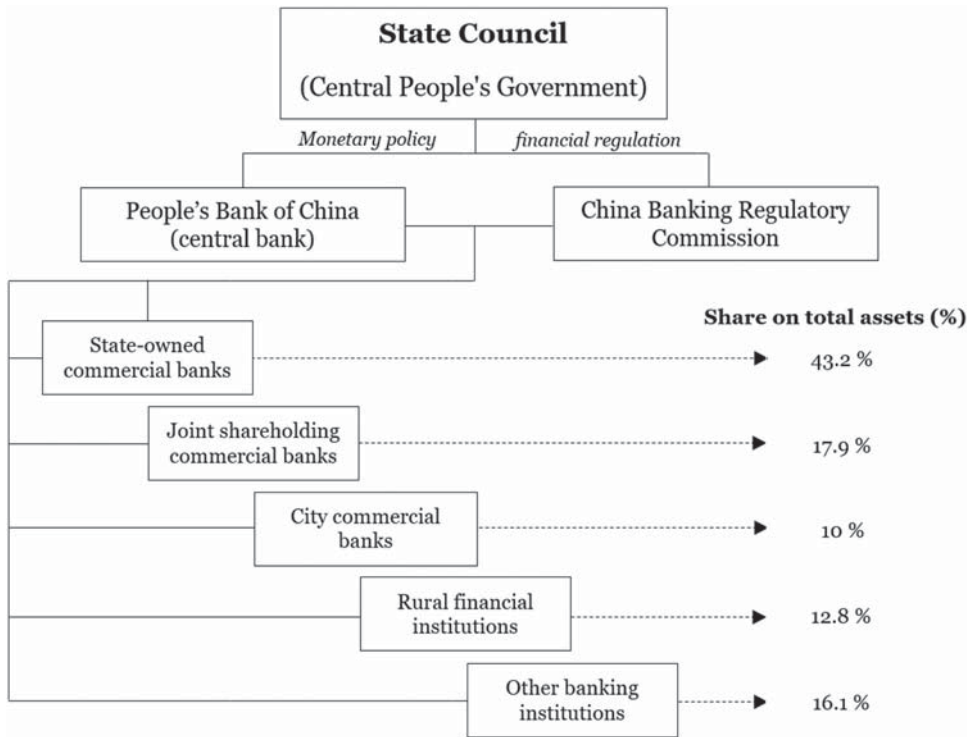 State Council
(Central People's Government)
Monetary policy
financial regulation
People's Bank of China
(central bank)
China Banking Regulatory
Commission
Share on total assets (%)
State-owned
commercial banks
43.2 %
Joint shareholding
commercial banks
17.9 %
City commercial
banks
10 %
Rural financial
institutions
12.8 %
Other banking
institutions
16.1 %